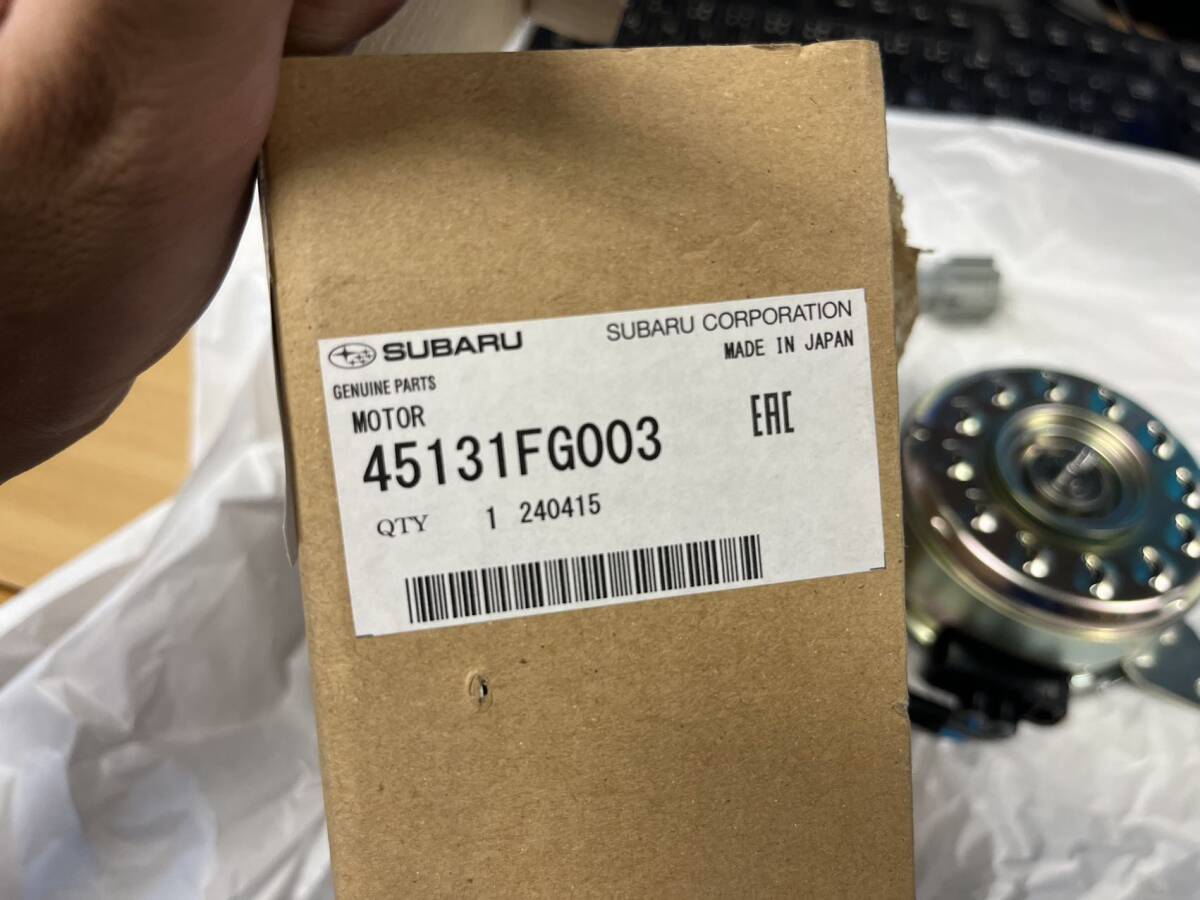 SUBARU
SUBARU CORPORATION
GENUINE PARTS
MADE IN JAPAN
MOTOR
45131FG003
EAC
QTY 1 240415